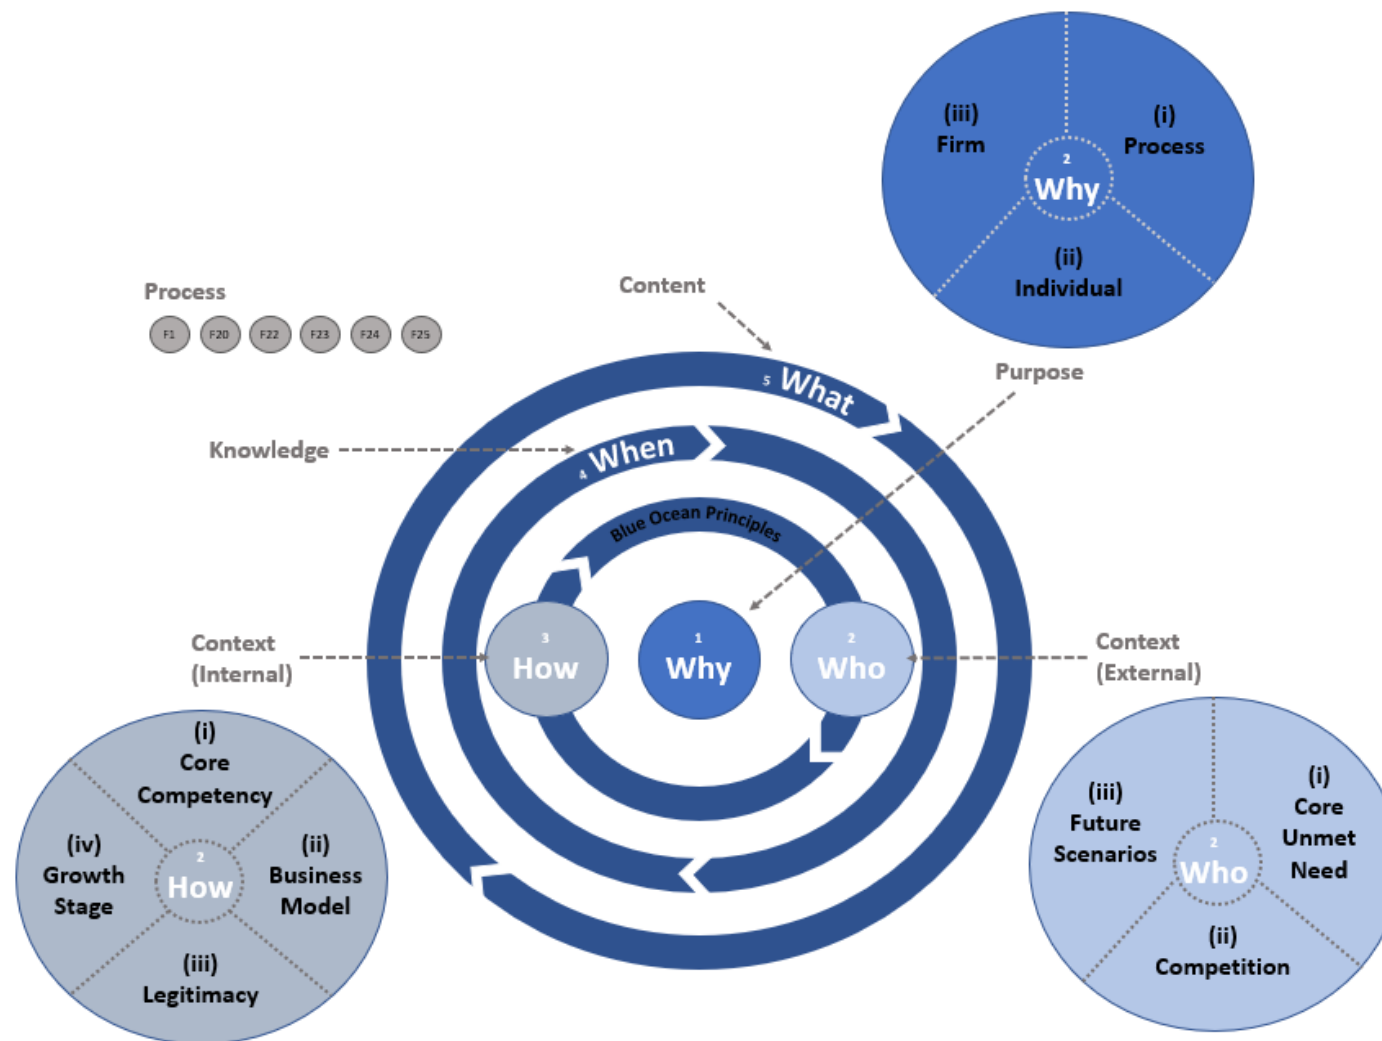 (iii)
Firm
(i)
Process
2
Why
(ii)
Individual
Process
F1 F20 F22 F23 F24 F25
Content
Purpose
5 What
Knowledge
4 When
Blue Ocean Principles
Context
(Internal)
3
How
1
Why
2
Who
Context
(External)
(i)
Core
Competency
(iv)
Growth
Stage
2
How
(ii)
Business
Model
(iii)
Legitimacy
(iii)
Future
Scenarios
2
Who
(i)
Core
Unmet
Need
(ii)
Competition